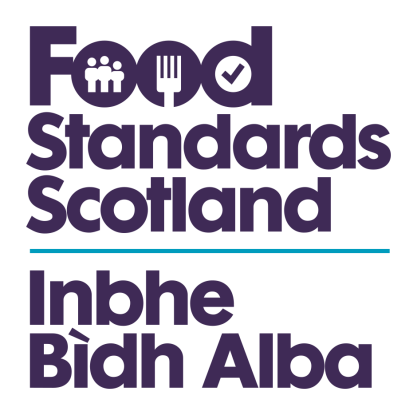 Food
Standards
Scotland
Inbhe
Bìdh Alba